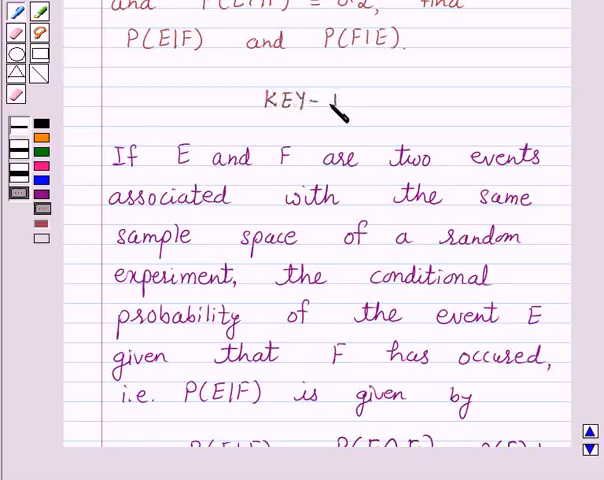 and P(E∩F) = 0.2, find
P(E|F) and P(F|E).
KEY- 1
If E and F are two events
associated with the same
sample space of a random
experiment, the conditional
probability of the event E
given that F has occured,
i.e. P(E|F) is given by
P(E|F) P(E∩F)